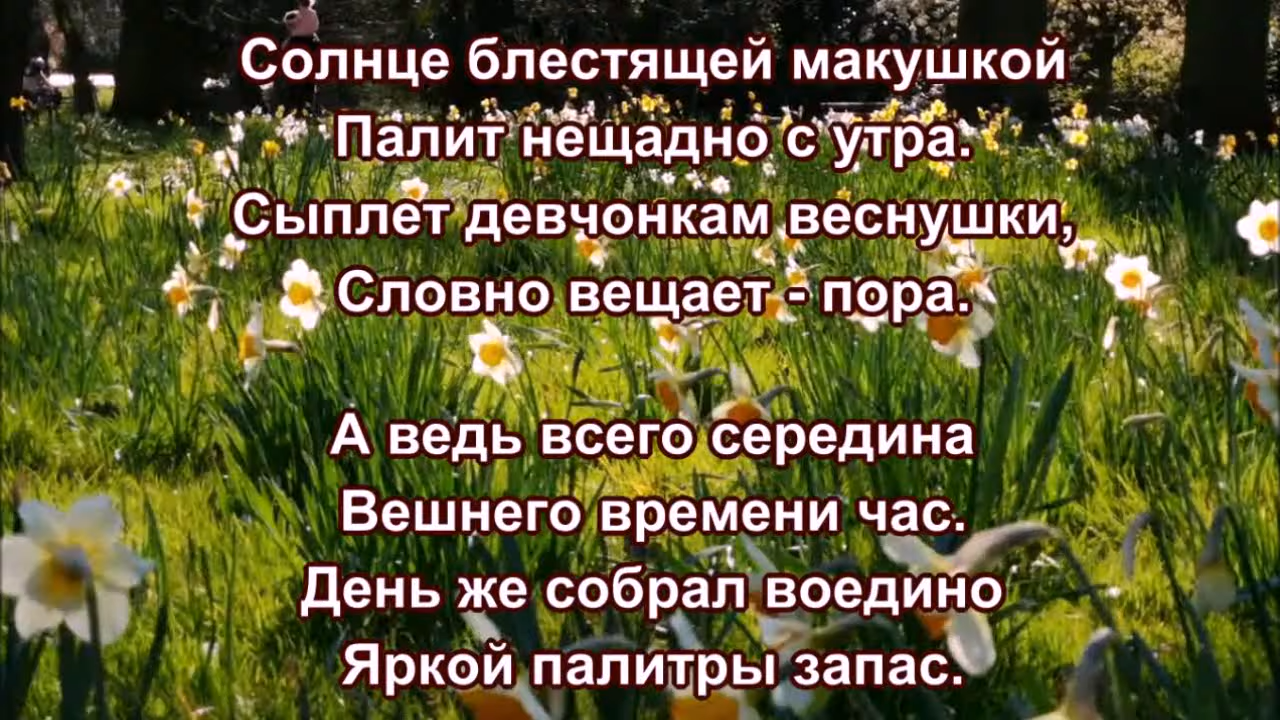 Солнце блестящей макушкой
Палит нещадно с утра.
Сыплет девчонкам веснушки,
Словно вещает - пора.
А ведь всего середина
Вешнего времени час.
День же собрал воедино
Яркой палитры запас.